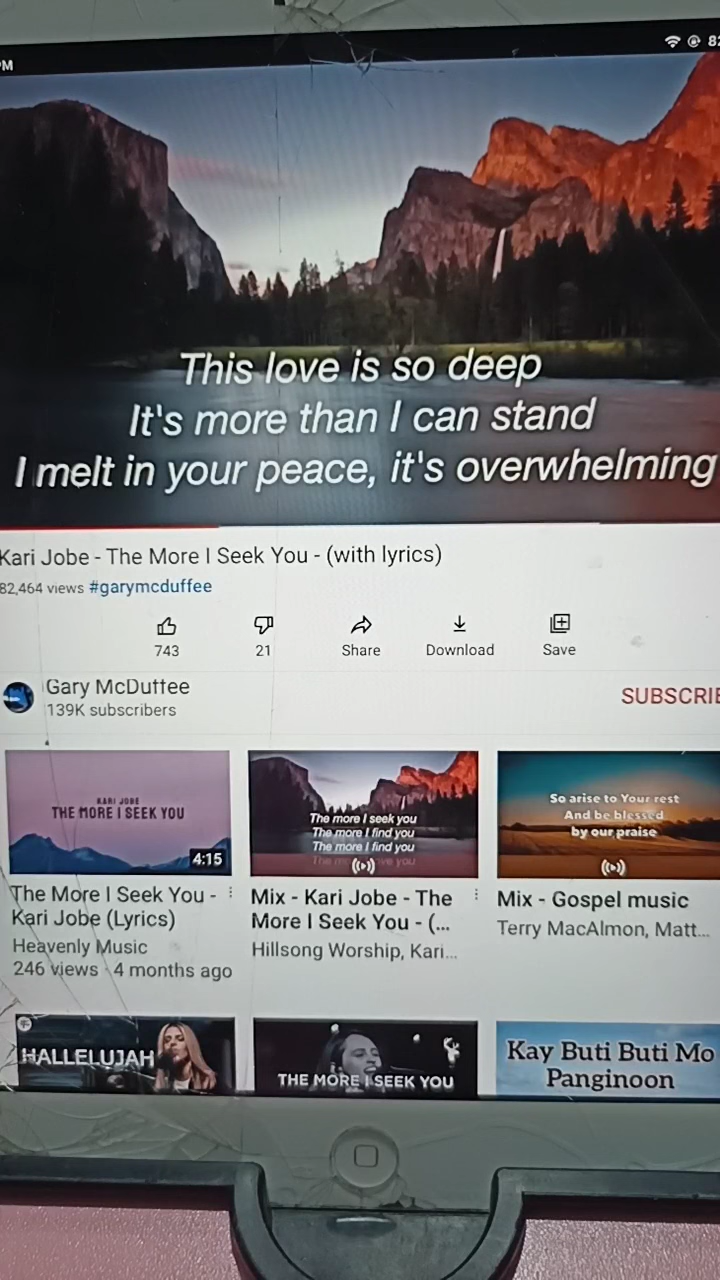 PM
82
This love is so deep
It's more than I can stand
I melt in your peace, it's overwhelming
Kari Jobe - The More I Seek You - (with lyrics)
82,464 views #garymcduffee
743
21
Share
Download
Save
Gary McDuffee
139K subscribers
SUBSCRIBE
KARI JOBE
THE MORE I SEEK YOU
4:15
The More I Seek You -
Kari Jobe (Lyrics)
Heavenly Music
246 views · 4 months ago
The more I seek you
The more I find you
The more I find you
Mix - Kari Jobe - The
More I Seek You - (...
Hillsong Worship, Kari...
So arise to Your rest
And be blessed
by our praise
Mix - Gospel music
Terry MacAlmon, Matt...
HALLELUJAH
THE MORE I SEEK YOU
Kay Buti Buti Mo
Panginoon